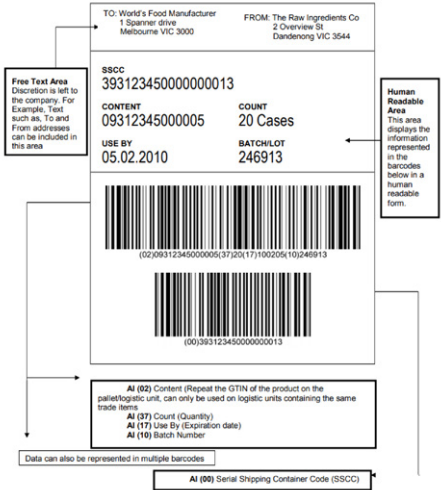 TO: World's Food Manufacturer
1 Spanner drive
Melbourne VIC 3000
FROM: The Raw Ingredients Co
2 Overview St
Dandenong VIC 3544
Free Text Area
Discretion is left to
the company. For
Example, Text
such as, To and
From addresses
can be included in
this area
SSCC
393123450000000013
CONTENT
09312345000005
COUNT
20 Cases
USE BY
05.02.2010
BATCH/LOT
246913
Human
Readable
Area
This area
displays the
information
represented
in the
barcodes
below in a
human
readable
form.
(02)09312345000005(37)20(17)100205(10)246913
(00)393123450000000013
AI (02) Content (Repeat the GTIN of the product on the
pallet/logistic unit, can only be used on logistic units containing the same
trade items
AI (37) Count (Quantity)
AI (17) Use By (Expiration date)
AI (10) Batch Number
Data can also be represented in multiple barcodes
AI (00) Serial Shipping Container Code (SSCC)